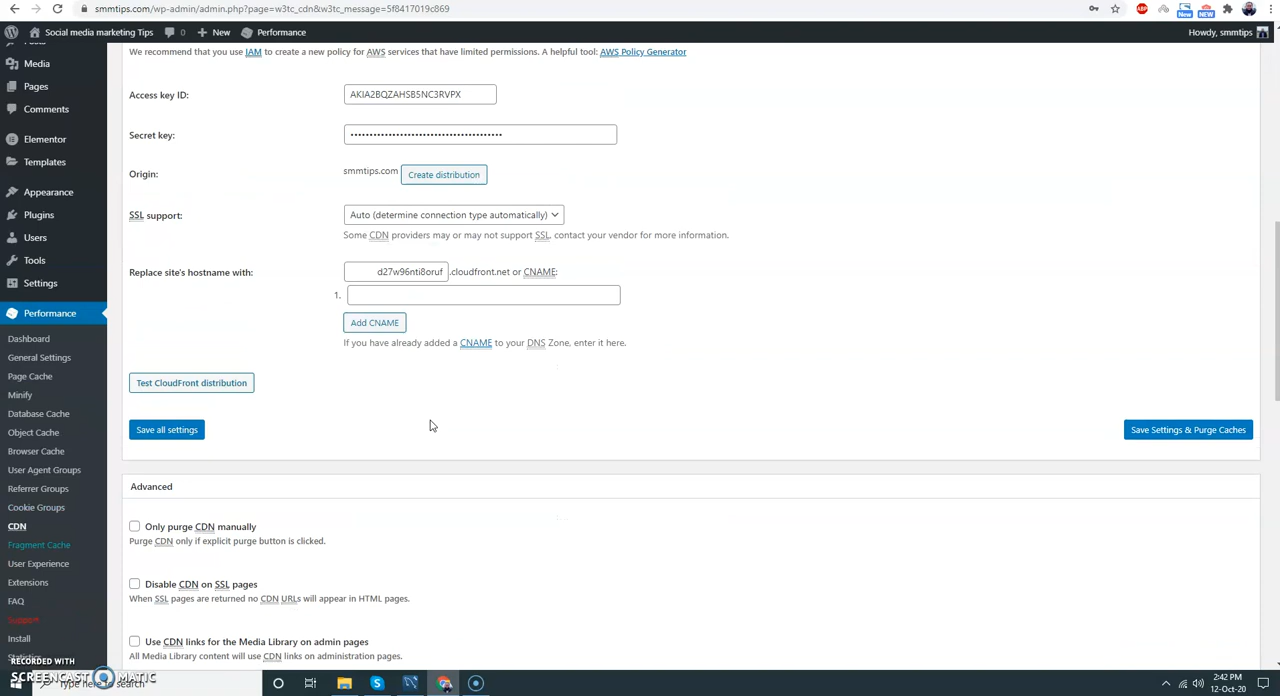 smmtips.com/wp-admin/admin.php?page=w3tc_cdn&w3tc_message=5f8417019c869
ABP
New
NEW
Social media marketing Tips
0
New
Performance
Howdy, smmtips
Posts
Media
Pages
Comments
Elementor
Templates
Appearance
Plugins
Users
Tools
Settings
Performance
Dashboard
General Settings
Page Cache
Minify
Database Cache
Object Cache
Browser Cache
User Agent Groups
Referrer Groups
Cookie Groups
CDN
Fragment Cache
User Experience
Extensions
FAQ
Support
Install
Statistics
We recommend that you use IAM to create a new policy for AWS services that have limited permissions. A helpful tool: AWS Policy Generator
Access key ID:
AKIA2BQZAHSB5NC3RVPX
Secret key:
Origin:
smmtips.com
Create distribution
SSL support:
Auto (determine connection type automatically)
Some CDN providers may or may not support SSL, contact your vendor for more information.
Replace site's hostname with:
d27w96nti8oruf .cloudfront.net or CNAME:
1.
Add CNAME
If you have already added a CNAME to your DNS Zone, enter it here.
Test CloudFront distribution
Save all settings
Save Settings & Purge Caches
Advanced
Only purge CDN manually
Purge CDN only if explicit purge button is clicked.
Disable CDN on SSL pages
When SSL pages are returned no CDN URLs will appear in HTML pages.
Use CDN links for the Media Library on admin pages
All Media Library content will use CDN links on administration pages.
RECORDED WITH
SCREENCAST MATIC
Type here to search
2:42 PM
12-Oct-20